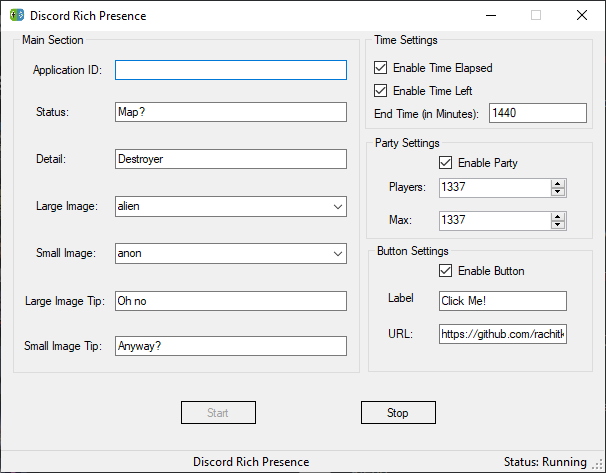 Discord Rich Presence
Main Section
Application ID:
Status: Map?
Detail: Destroyer
Large Image: alien
Small Image: anon
Large Image Tip: Oh no
Small Image Tip: Anyway?
Time Settings
Enable Time Elapsed
Enable Time Left
End Time (in Minutes): 1440
Party Settings
Enable Party
Players: 1337
Max: 1337
Button Settings
Enable Button
Label Click Me!
URL: https://github.com/rachitk
Start
Stop
Discord Rich Presence
Status: Running